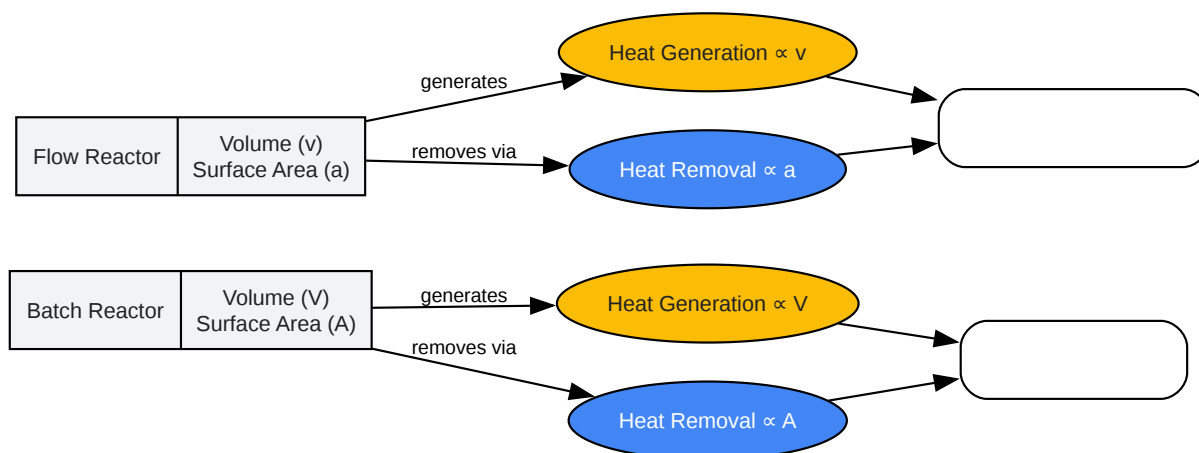 Heat Generation ∝ v
generates
Flow Reactor
Volume (v)
Surface Area (a)
removes via
Heat Removal ∝ a
Batch Reactor
Volume (V)
Surface Area (A)
generates
Heat Generation ∝ V
removes via
Heat Removal ∝ A